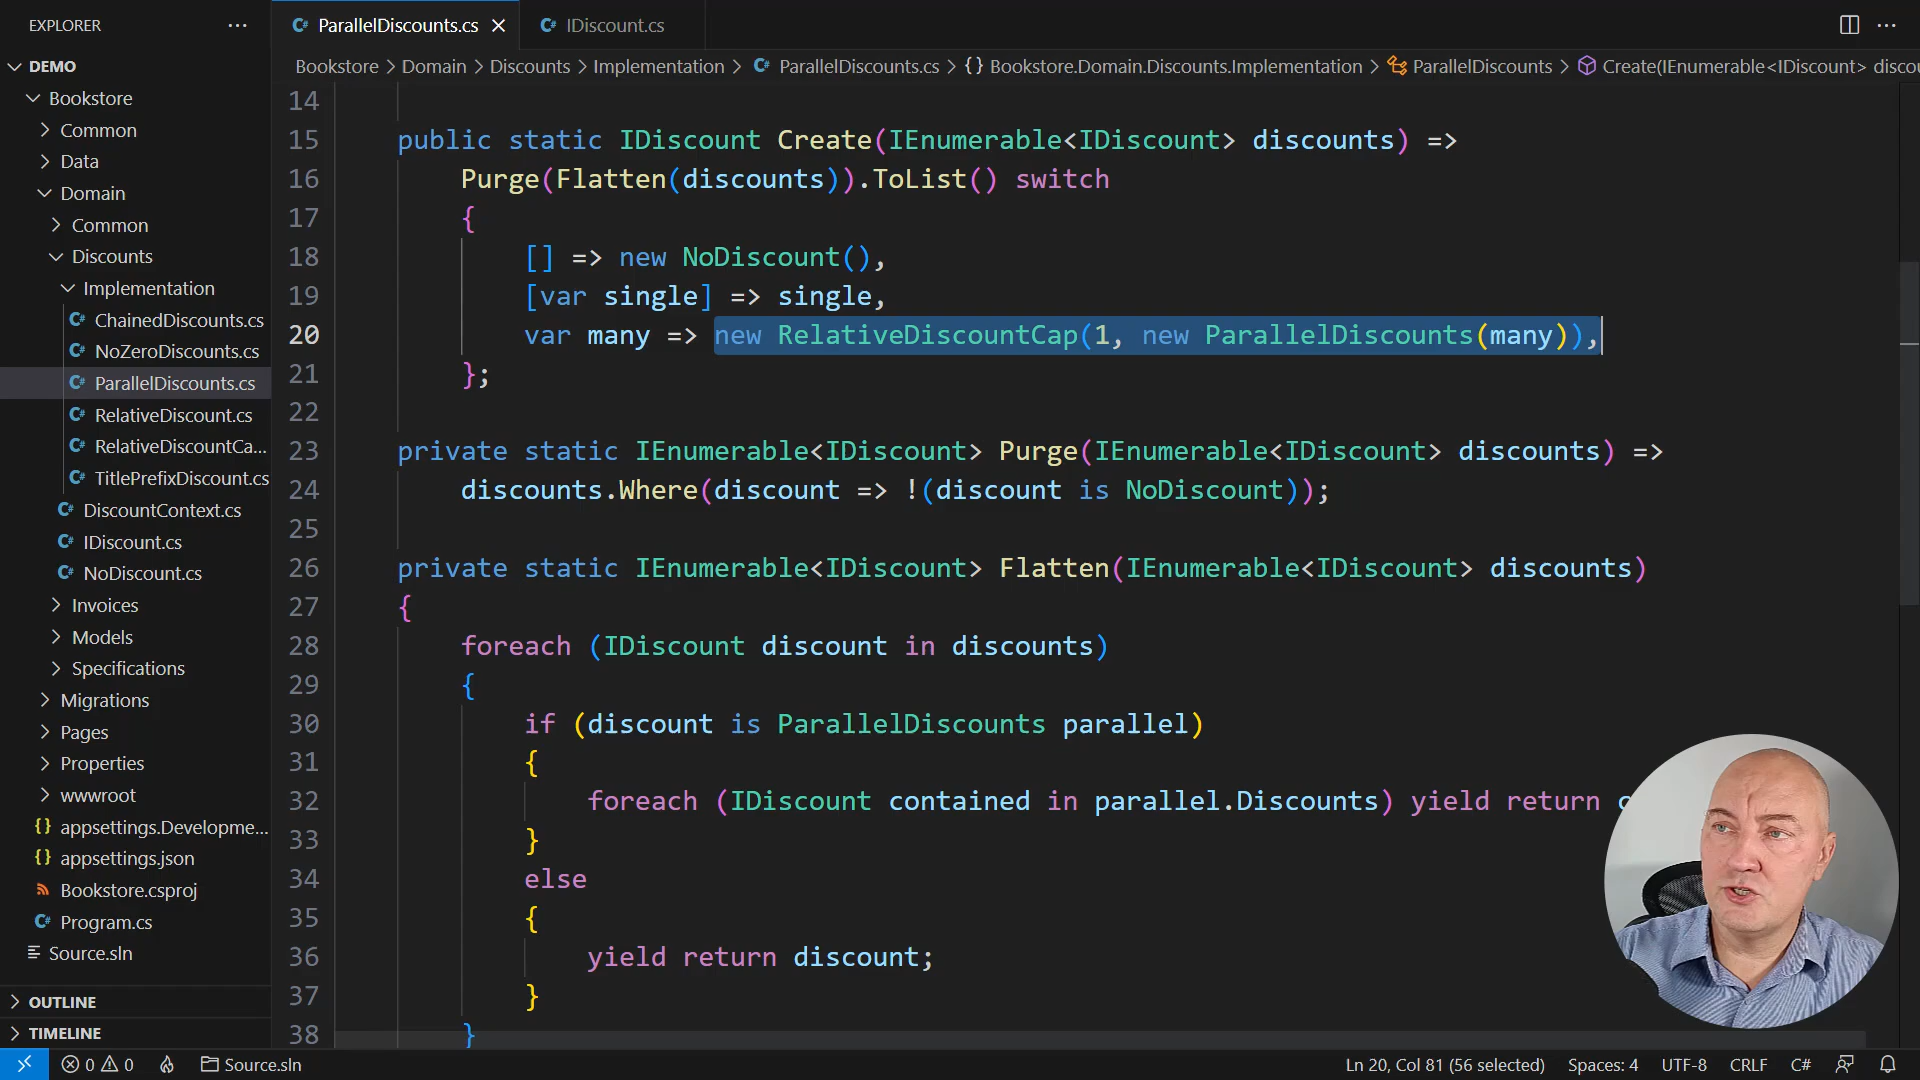 EXPLORER
DEMO
Bookstore
Common
Data
Domain
Common
Discounts
Implementation
ChainedDiscounts.cs
NoZeroDiscounts.cs
ParallelDiscounts.cs
RelativeDiscount.cs
RelativeDiscountCa...
TitlePrefixDiscount.cs
DiscountContext.cs
IDiscount.cs
NoDiscount.cs
Invoices
Models
Specifications
Migrations
Pages
Properties
wwwroot
{} appsettings.Developme...
{} appsettings.json
Bookstore.csproj
C# Program.cs
Source.sln
OUTLINE
TIMELINE
C# ParallelDiscounts.cs
C# IDiscount.cs
Bookstore > Domain > Discounts > Implementation > C# ParallelDiscounts.cs > {} Bookstore.Domain.Discounts.Implementation > ParallelDiscounts > Create(IEnumerable<IDiscount> discou
14
15 public static IDiscount Create(IEnumerable<IDiscount> discounts) =>
16 Purge(Flatten(discounts)).ToList() switch
17 {
18 [] => new NoDiscount(),
19 [var single] => single,
20 var many => new RelativeDiscountCap(1, new ParallelDiscounts(many)),
21 };
22
23 private static IEnumerable<IDiscount> Purge(IEnumerable<IDiscount> discounts) =>
24 discounts.Where(discount => !(discount is NoDiscount));
25
26 private static IEnumerable<IDiscount> Flatten(IEnumerable<IDiscount> discounts)
27 {
28 foreach (IDiscount discount in discounts)
29 {
30 if (discount is ParallelDiscounts parallel)
31 {
32 foreach (IDiscount contained in parallel.Discounts) yield return
33 }
34 else
35 {
36 yield return discount;
37 }
38 }
0 0 Source.sln Ln 20, Col 81 (56 selected) Spaces: 4 UTF-8 CRLF C#